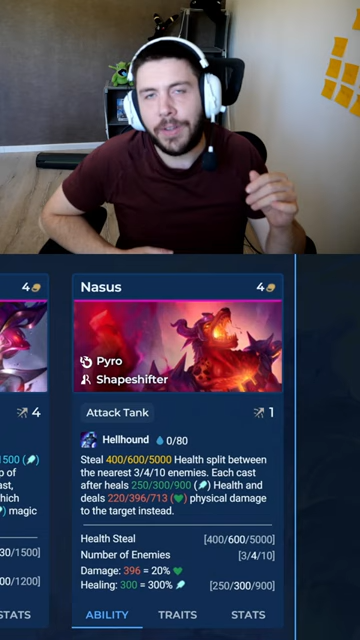 4
Nasus
4
Pyro
Shapeshifter
4
Attack Tank
1
Hellhound 0/80
1500 (
p of
ast,
hich
) magic
Steal 400/600/5000 Health split between
the nearest 3/4/10 enemies. Each cast
after heals 250/300/900 ( ) Health and
deals 220/396/713 ( ) physical damage
to the target instead.
30/1500]
00/1200]
Health Steal [400/600/5000]
Number of Enemies [3/4/10]
Damage: 396 = 20%
Healing: 300 = 300% [250/300/900]
STATS
ABILITY TRAITS STATS